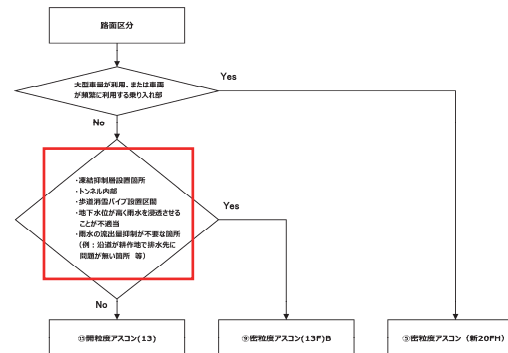 路面区分
大型車量が利用、または車両
が頻繁に利用する乗り入れ部
Yes
No
・凍結抑制層設置箇所
・トンネル内部
・歩道消雪パイプ設置区間
・地下水位が高く雨水を浸透させる
ことが不適当
・雨水の流出量抑制が不要な箇所
(例：沿道が耕作地で排水先に
問題が無い箇所 等)
Yes
No
⑬開粒度アスコン(13)
⑨密粒度アスコン(13F)B
③密粒度アスコン (新20FH)